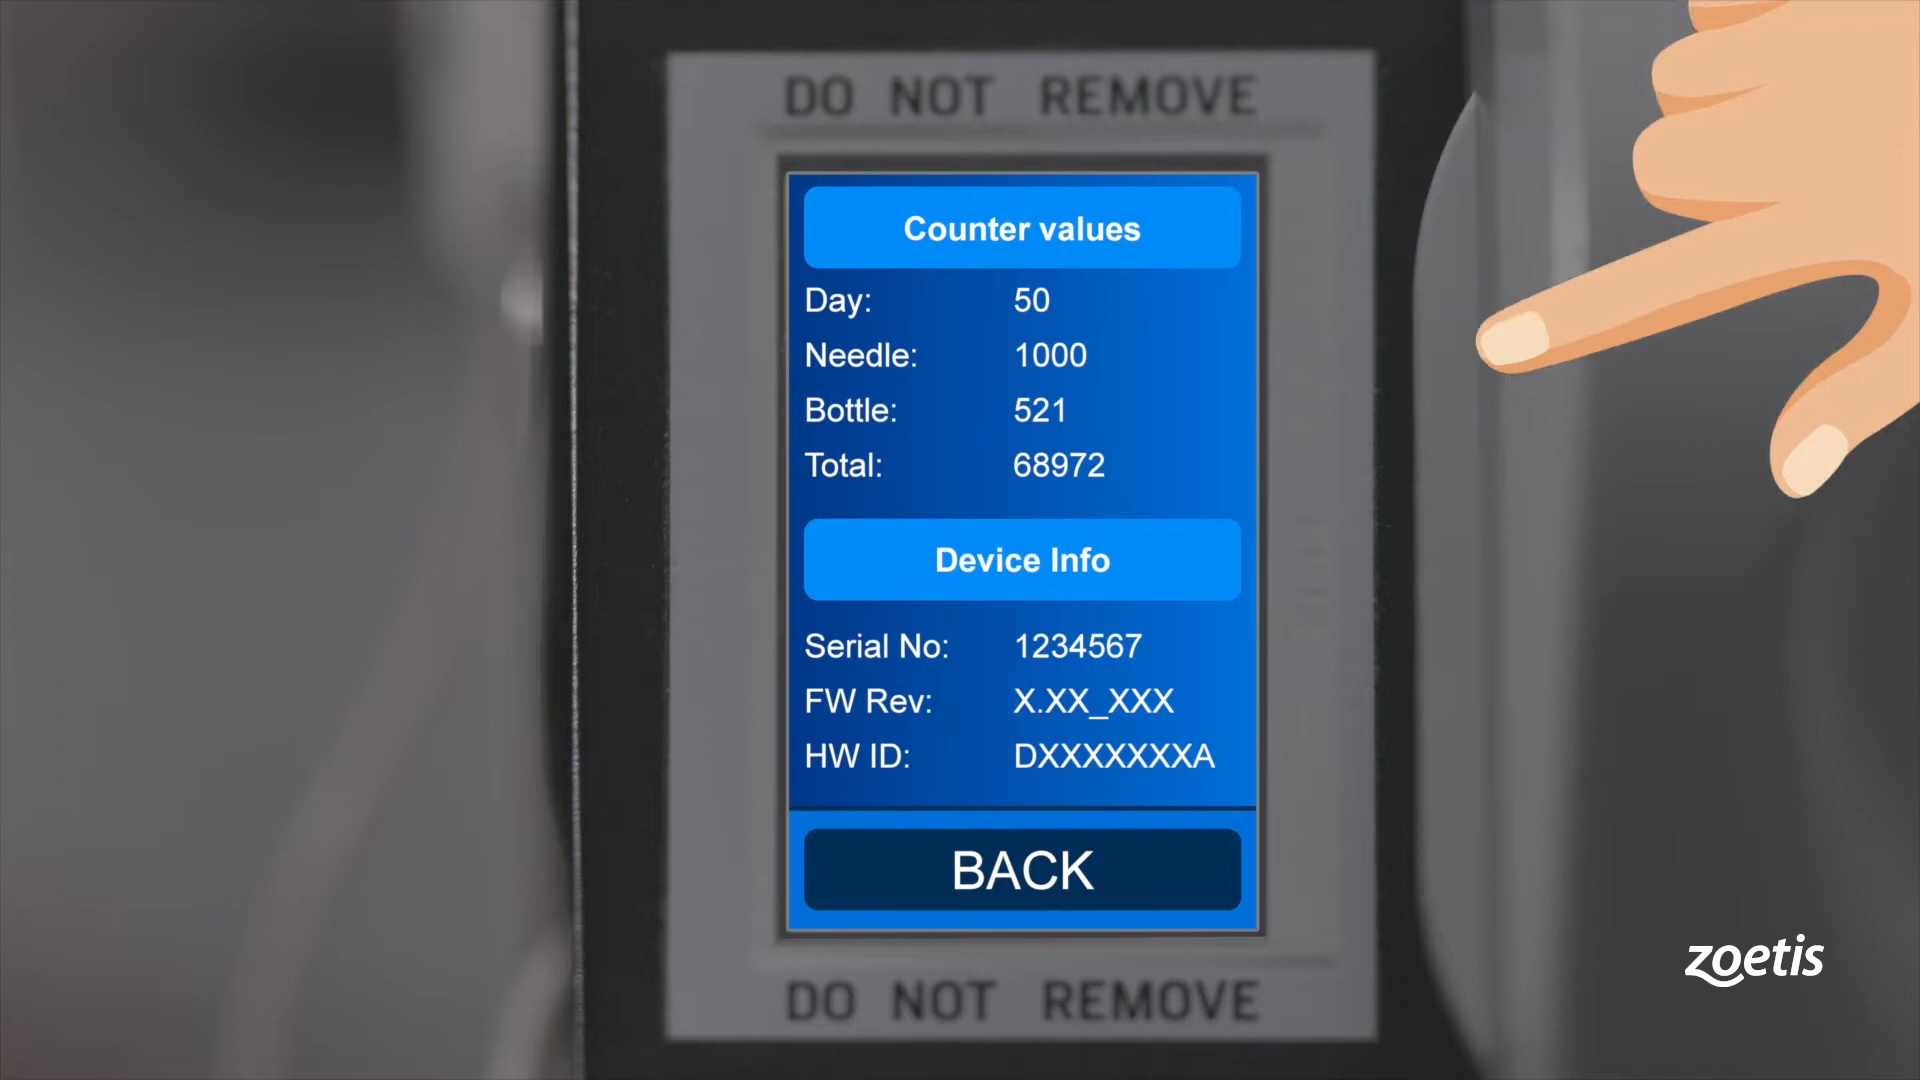 DO NOT REMOVE
Counter values
Day: 50
Needle: 1000
Bottle: 521
Total: 68972
Device Info
Serial No: 1234567
FW Rev: X.XX_XXX
HW ID: DXXXXXXXA
BACK
DO NOT REMOVE
zoetis